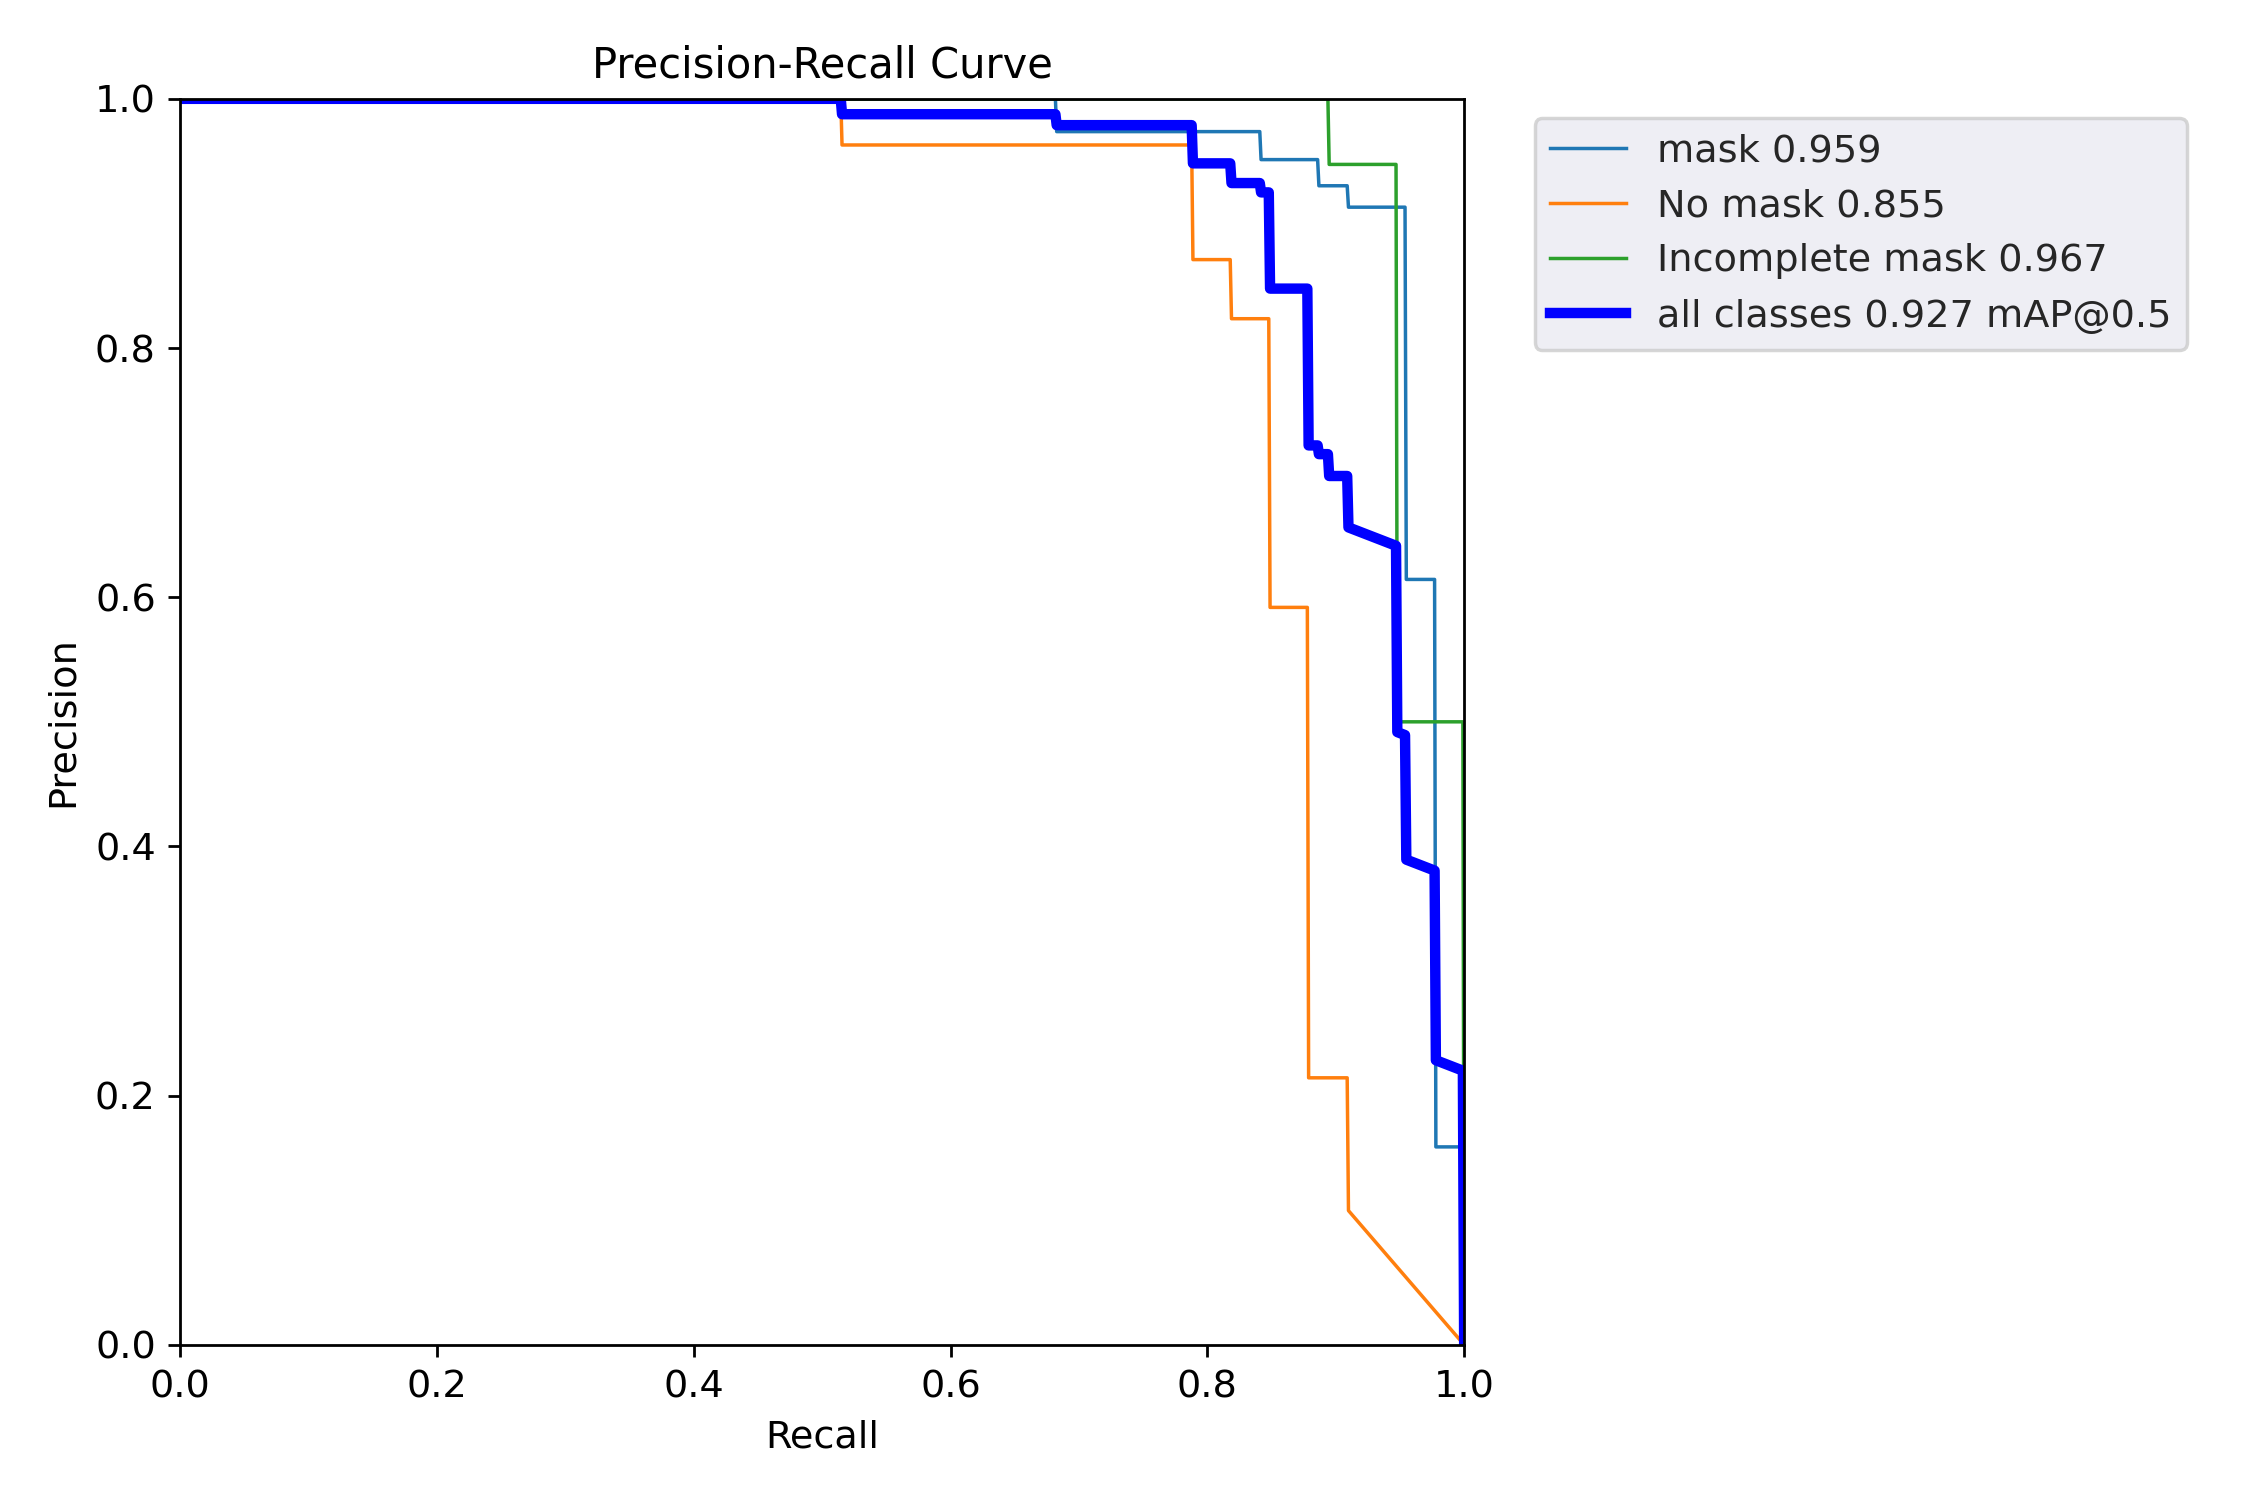 Precision-Recall Curve
1.0
0.8
0.6
0.4
0.2
0.0
Precision
0.0 0.2 0.4 0.6 0.8 1.0
Recall
mask 0.959
No mask 0.855
Incomplete mask 0.967
all classes 0.927 mAP@0.5